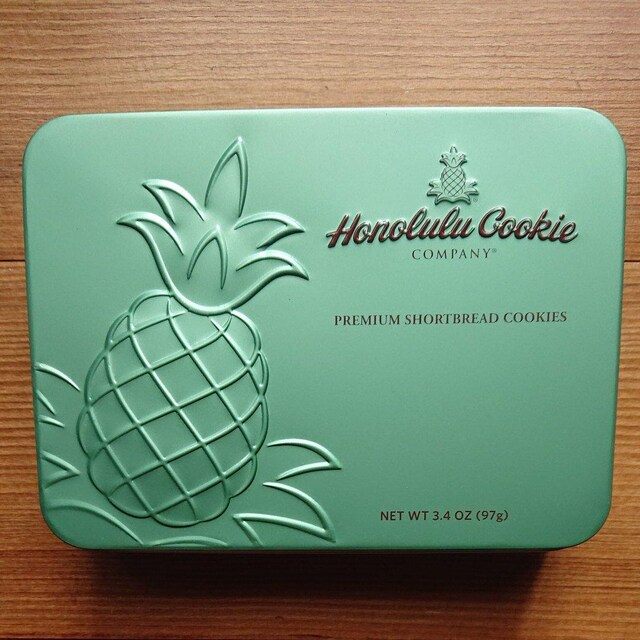 Honolulu Cookie
COMPANY®
PREMIUM SHORTBREAD COOKIES
NET WT 3.4 OZ (97g)